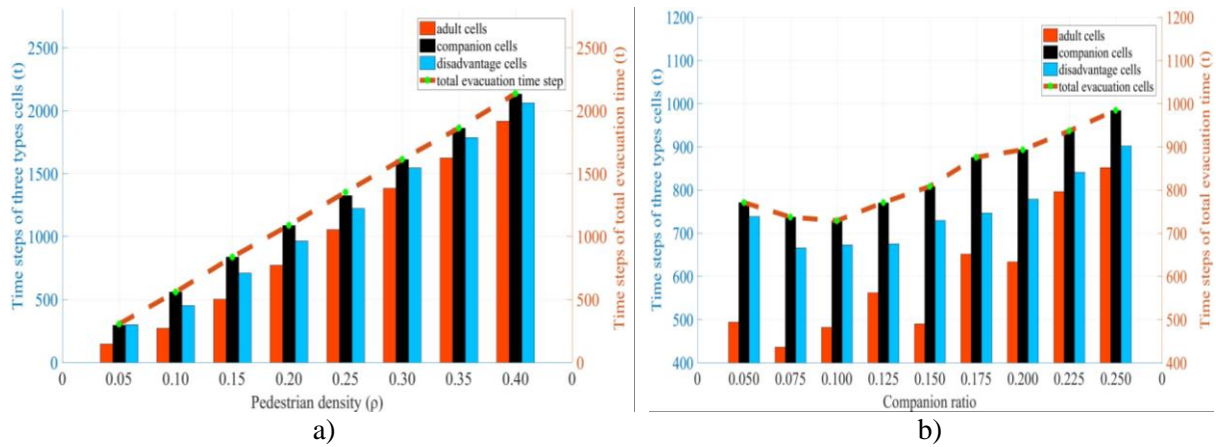 Time steps of three types cells (t)
2500
2000
1500
1000
500
0
adult cells
companion cells
disadvantage cells
total evacuation time step
2500
2000
1500
1000
500
0
Time steps of total evacuation time (t)
0 0.05 0.10 0.15 0.20 0.25 0.30 0.35 0.40 0
Pedestrian density (ρ)
a)
Time steps of three types cells (t)
1200
1100
1000
900
800
700
600
500
400
adult cells
companion cells
disadvantage cells
total evacuation cells
1200
1100
1000
900
800
700
600
500
400
Time steps of total evacuation time (t)
0 0.050 0.075 0.100 0.125 0.150 0.175 0.200 0.225 0.250 0
Companion ratio
b)